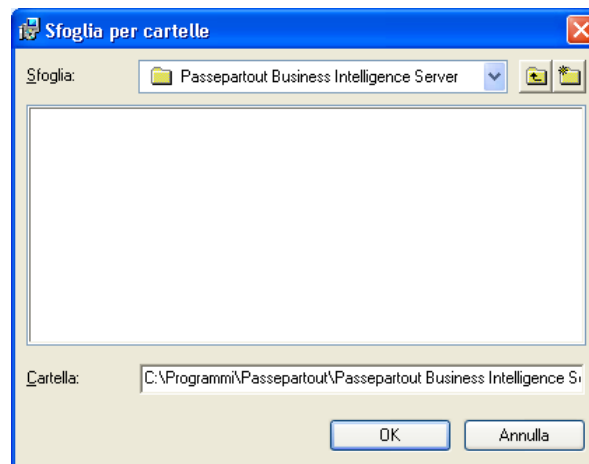 Sfoglia per cartelle
Sfoglia: Passepartout Business Intelligence Server
Cartella: C:\Programmi\Passepartout\Passepartout Business Intelligence
OK Annulla